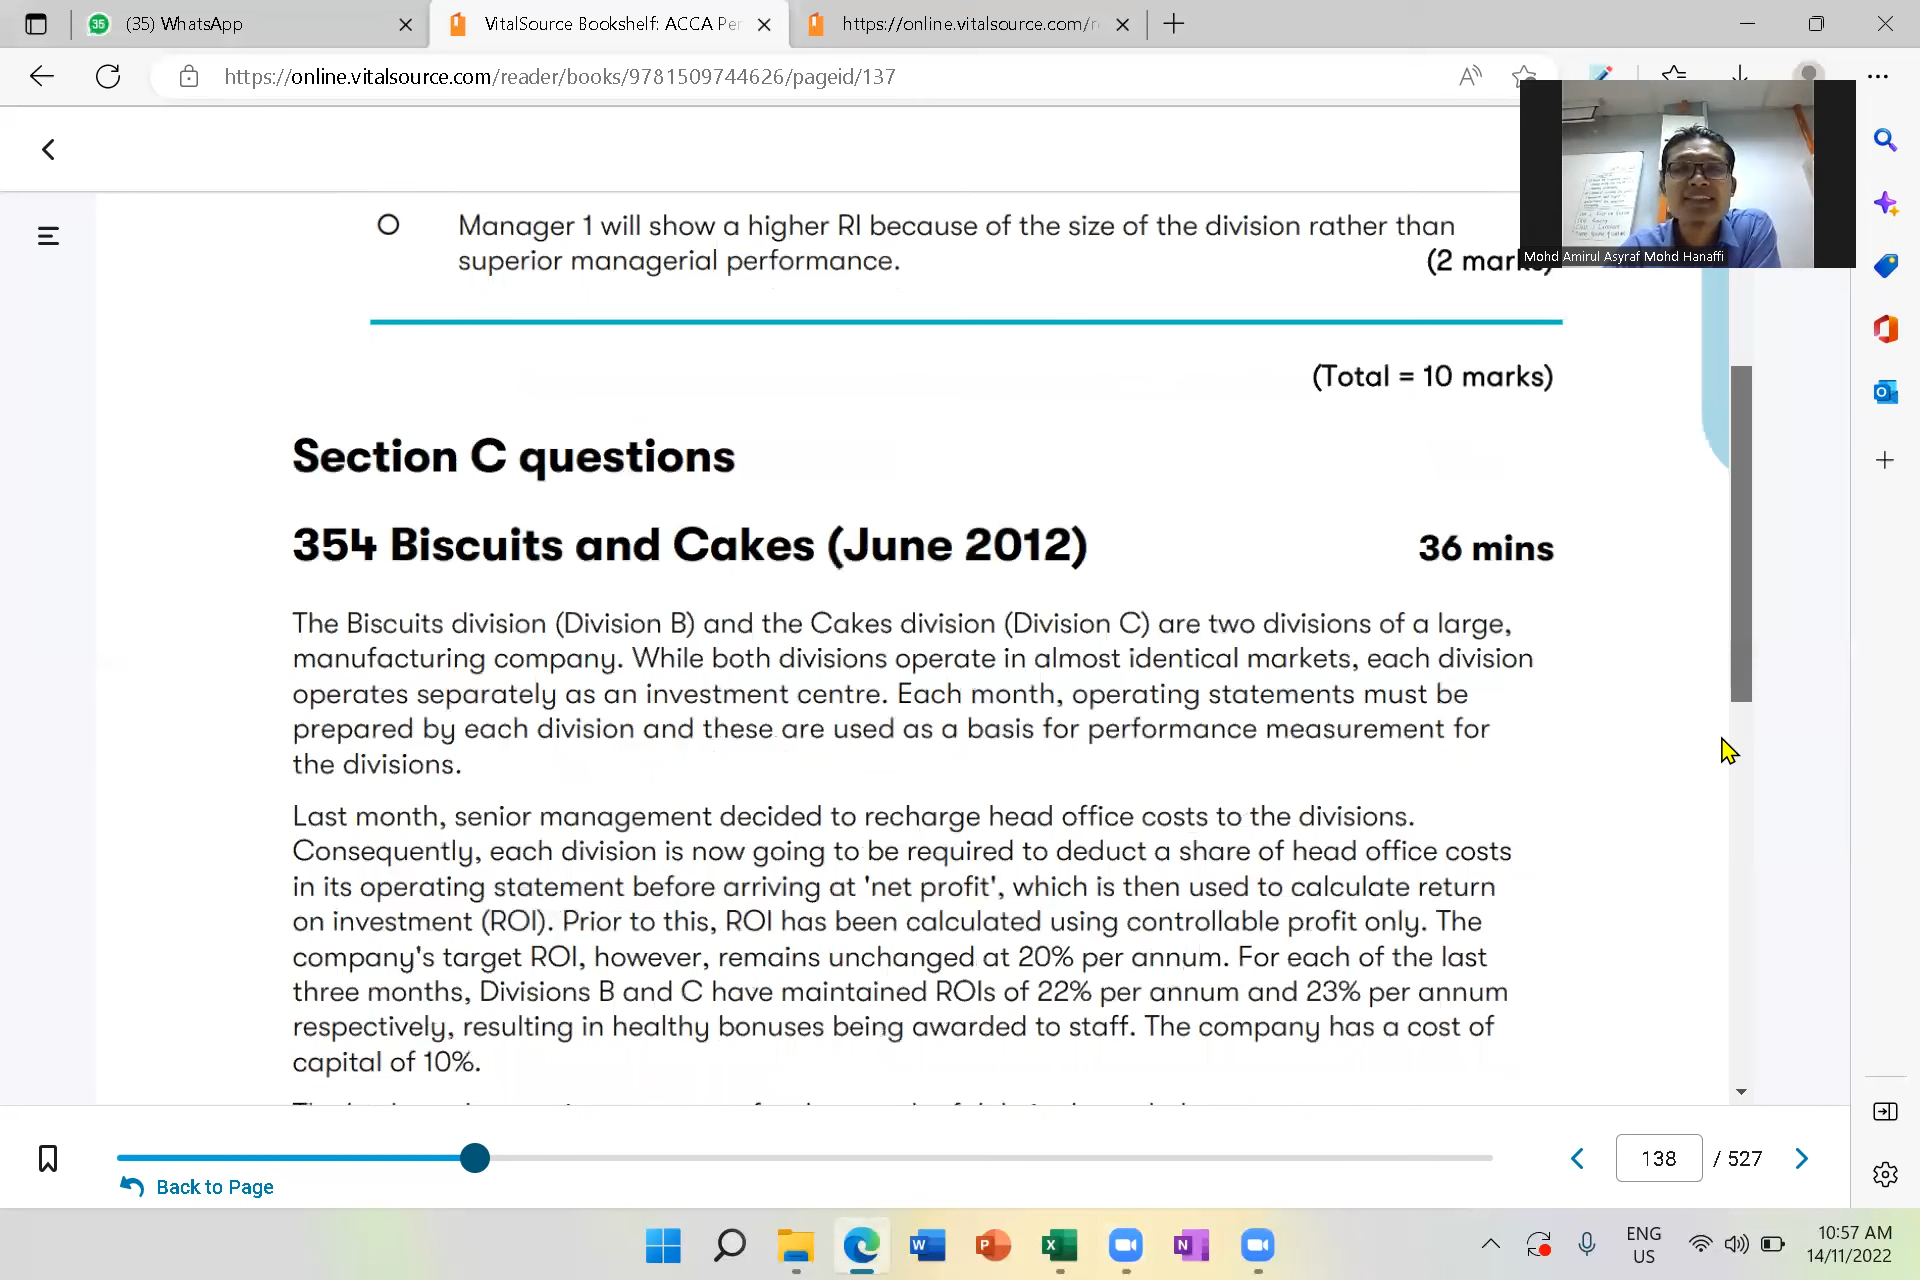 35
(35) WhatsApp
VitalSource Bookshelf: ACCA Per
https://online.vitalsource.com/r
https://online.vitalsource.com/reader/books/9781509744626/pageid/137
Mohd Amirul Asyraf Mohd Hanaffi
Manager 1 will show a higher RI because of the size of the division rather than
superior managerial performance. (2 marks)
(Total = 10 marks)
Section C questions
354 Biscuits and Cakes (June 2012) 36 mins
The Biscuits division (Division B) and the Cakes division (Division C) are two divisions of a large,
manufacturing company. While both divisions operate in almost identical markets, each division
operates separately as an investment centre. Each month, operating statements must be
prepared by each division and these are used as a basis for performance measurement for
the divisions.
Last month, senior management decided to recharge head office costs to the divisions.
Consequently, each division is now going to be required to deduct a share of head office costs
in its operating statement before arriving at 'net profit', which is then used to calculate return
on investment (ROI). Prior to this, ROI has been calculated using controllable profit only. The
company's target ROI, however, remains unchanged at 20% per annum. For each of the last
three months, Divisions B and C have maintained ROIs of 22% per annum and 23% per annum
respectively, resulting in healthy bonuses being awarded to staff. The company has a cost of
capital of 10%.
138 / 527
Back to Page
ENG
US
10:57 AM
14/11/2022